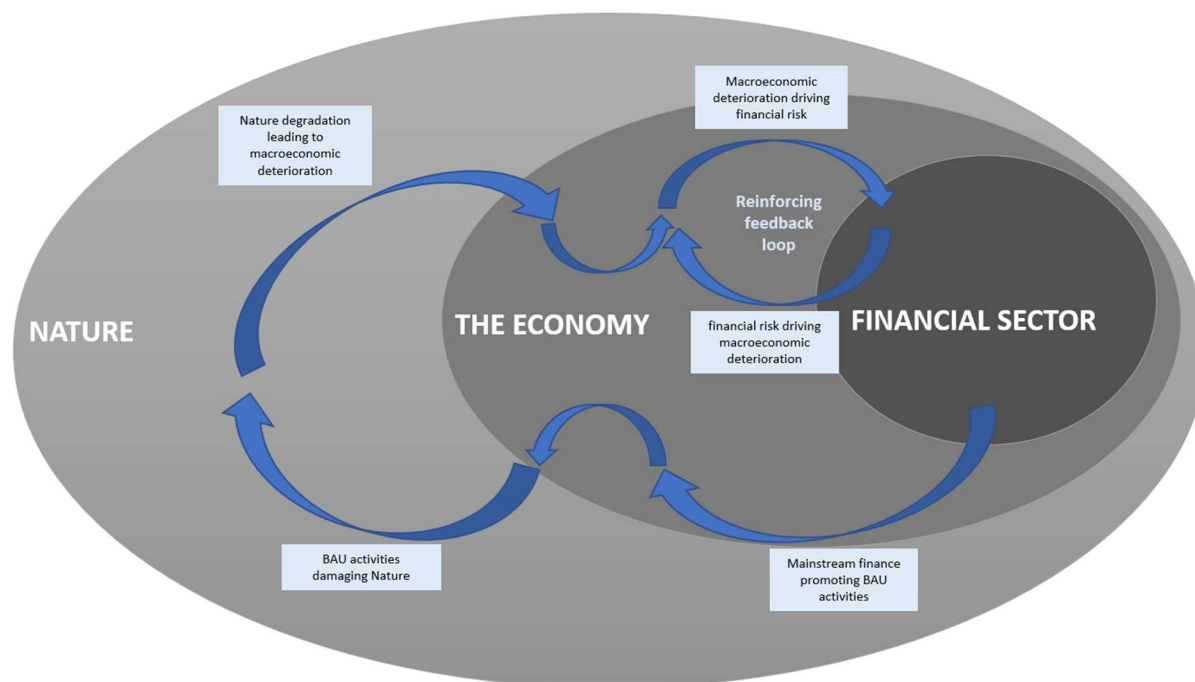 Macroeconomic
deterioration driving
financial risk
Nature degradation
leading to
macroeconomic
deterioration
Reinforcing
feedback
loop
NATURE
THE ECONOMY
FINANCIAL SECTOR
financial risk driving
macroeconomic
deterioration
BAU activities
damaging Nature
Mainstream finance
promoting BAU
activities